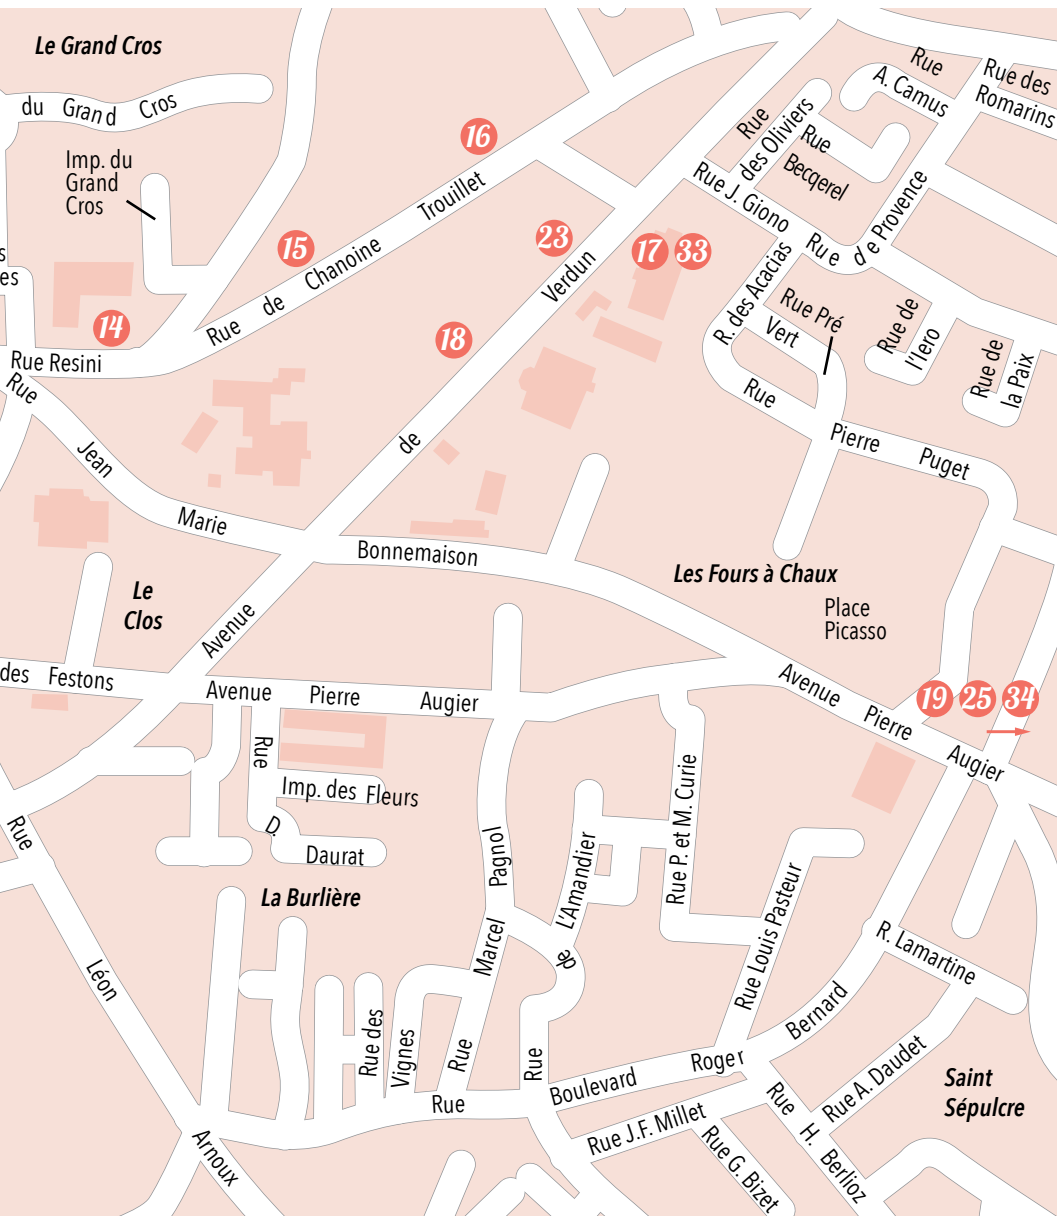 Le Grand Cros
du Grand Cros
Imp. du
Grand
Cros
s
es
14
15
16
Rue de Chanoine Trouillet
Rue Resini
Rue Jean Marie Bonnemaison
18
23
17
33
Avenue de Verdun
Rue
A. Camus
Rue des
Romarins
Rue
des Oliviers
Rue
Becqerel
Rue J. Giono
Rue de Provence
R. des Acacias
Rue Pré
Vert
Rue de
l'Iero
Rue de
la Paix
Rue Pierre Puget
Les Fours à Chaux
Place
Picasso
Le
Clos
des Festons
Avenue Pierre Augier
Avenue Pierre Augier
19
25
34
Rue D. Daurat
Imp. des Fleurs
La Burlière
Rue Marcel Pagnol
Rue de L'Amandier
Rue P. et M. Curie
Rue Louis Pasteur
R. Lamartine
Rue Léon Arnoux
Rue des
Vignes
Rue
Boulevard Roger Bernard
Rue J.F. Millet
Rue G. Bizet
Rue H. Berlioz
Rue A. Daudet
Saint
Sépulcre